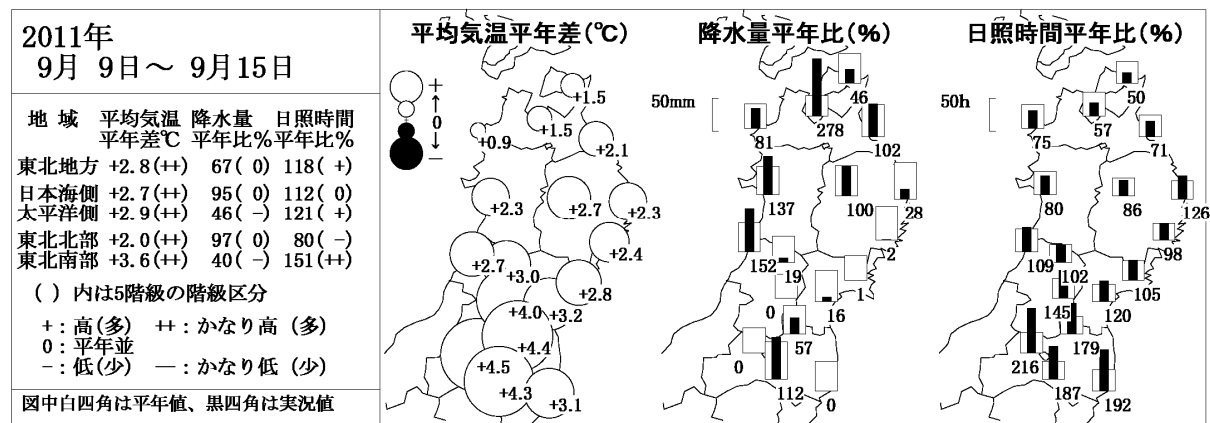 2011年
9月 9日～ 9月15日
地 域 平均気温 降水量 日照時間
平年差℃ 平年比% 平年比%
東北地方 +2.8(++) 67( 0) 118( +)
日本海側 +2.7(++) 95( 0) 112( 0)
太平洋側 +2.9(++) 46( -) 121( +)
東北北部 +2.0(++) 97( 0) 80( -)
東北南部 +3.6(++) 40( -) 151(++)
( ) 内は5階級の階級区分
+：高(多) ++：かなり高 (多)
0：平年並
-：低(少) ―：かなり低 (少)
図中白四角は平年値、黒四角は実況値
平均気温平年差(℃)
+
↑
0
↓
-
+1.5
+1.5
+0.9
+2.1
+2.3
+2.7
+2.3
+2.4
+2.7
+3.0
+2.8
+4.0
+3.2
+4.4
+4.5
+4.3
+3.1
降水量平年比(%)
50mm
46
278
81
102
137
100
28
2
152
19
1
0
16
57
0
112
0
日照時間平年比(%)
50h
50
57
75
71
80
86
126
98
109
102
105
145
120
179
216
187
192